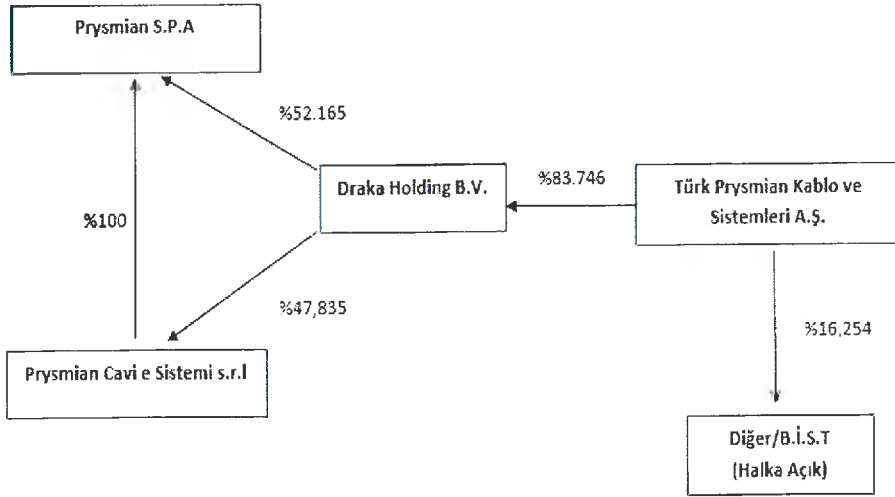 Prysmian S.P.A
%52.165
Draka Holding B.V.
%83.746
Türk Prysmian Kablo ve
Sistemleri A.Ş.
%100
%47,835
%16,254
Prysmian Cavi e Sistemi s.r.l
Diğer/B.İ.S.T
(Halka Açık)